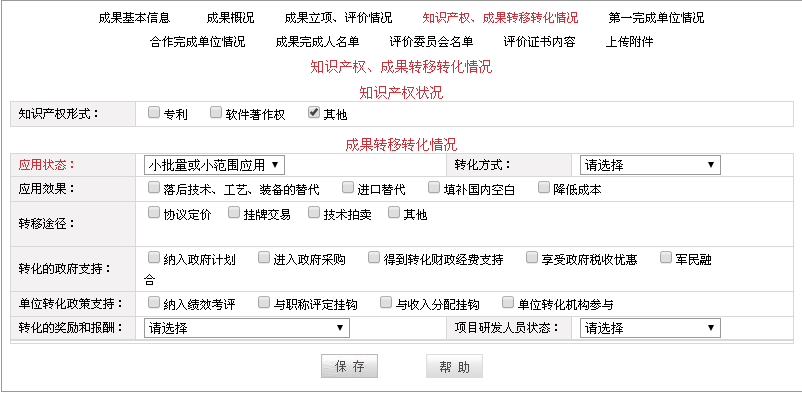 成果基本信息 成果概况 成果立项、评价情况 知识产权、成果转移转化情况 第一完成单位情况
合作完成单位情况 成果完成人名单 评价委员会名单 评价证书内容 上传附件
知识产权、成果转移转化情况
知识产权状况
知识产权形式： 专利 软件著作权 其他
成果转移转化情况
应用状态： 小批量或小范围应用 转化方式： 请选择
应用效果： 落后技术、工艺、装备的替代 进口替代 填补国内空白 降低成本
转移途径： 协议定价 挂牌交易 技术拍卖 其他
转化的政府支持： 纳入政府计划 进入政府采购 得到转化财政经费支持 享受政府税收优惠 军民融
合
单位转化政策支持： 纳入绩效考评 与职称评定挂钩 与收入分配挂钩 单位转化机构参与
转化的奖励和报酬： 请选择 项目研发人员状态： 请选择
保 存 帮 助